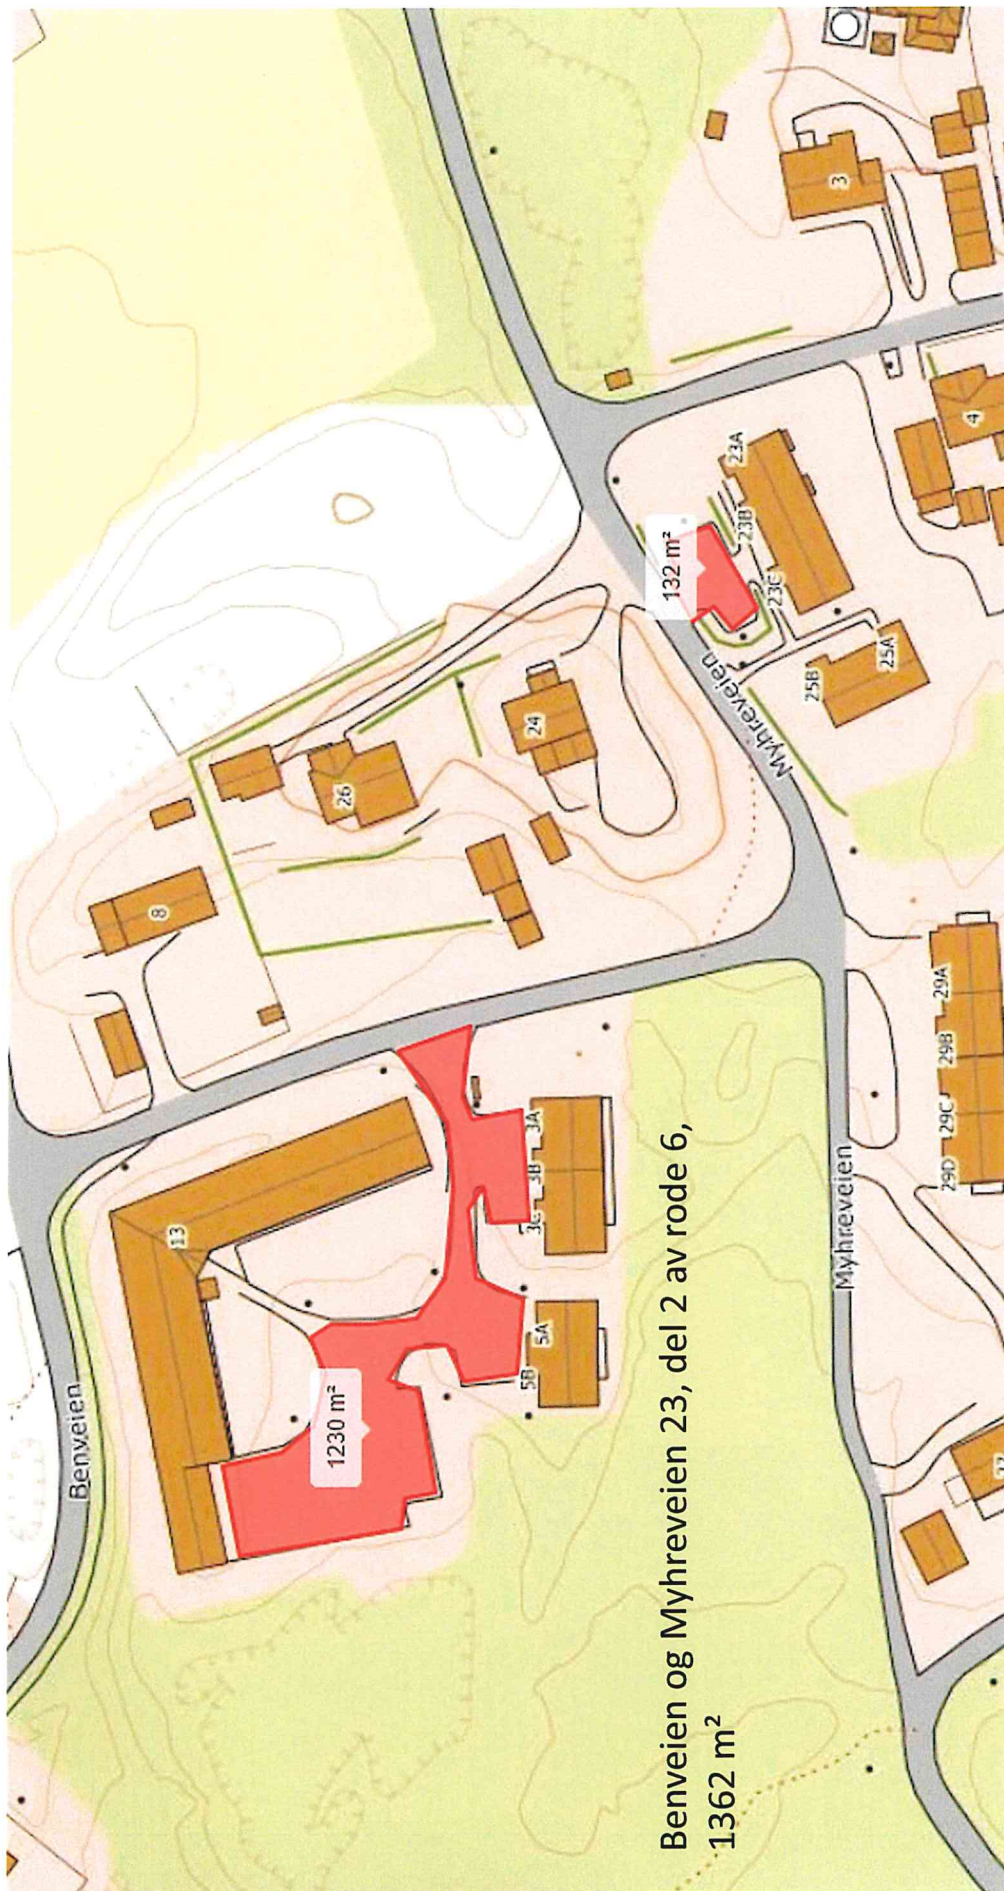 Benveien
13
8
26
24
3
1230 m²
132 m²
23A
23B
23C
25B
25A
4
Myhreveien
3A
3B
3C
5A
5B
29A
29B
29C
29D
Myhreveien
Benveien og Myhreveien 23, del 2 av rode 6,
1362 m²